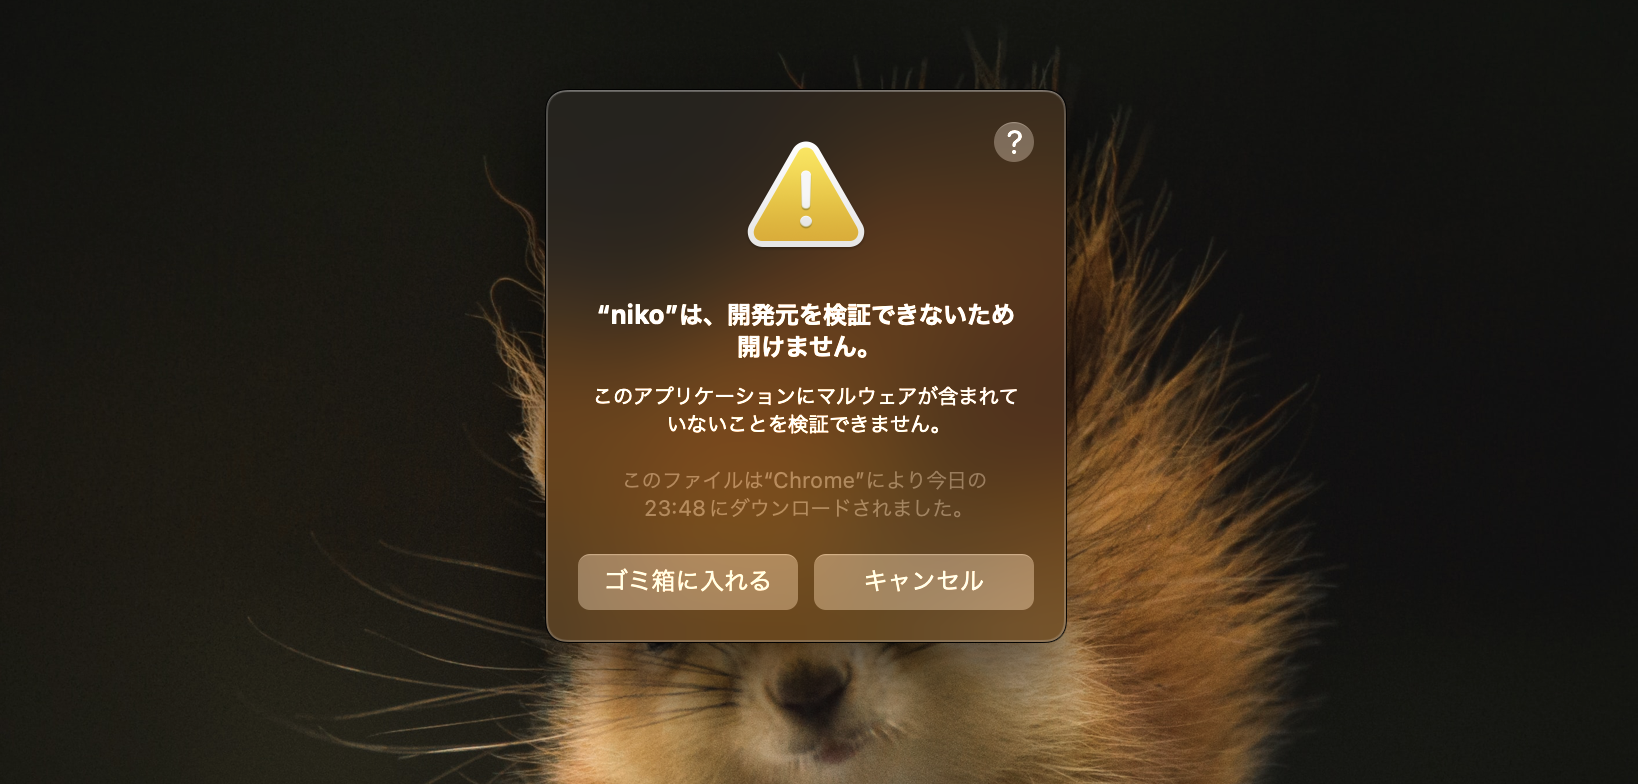 ?
“niko”は、開発元を検証できないため
開けません。
このアプリケーションにマルウェアが含まれて
いないことを検証できません。
このファイルは“Chrome”により今日の
23:48にダウンロードされました。
ゴミ箱に入れる
キャンセル